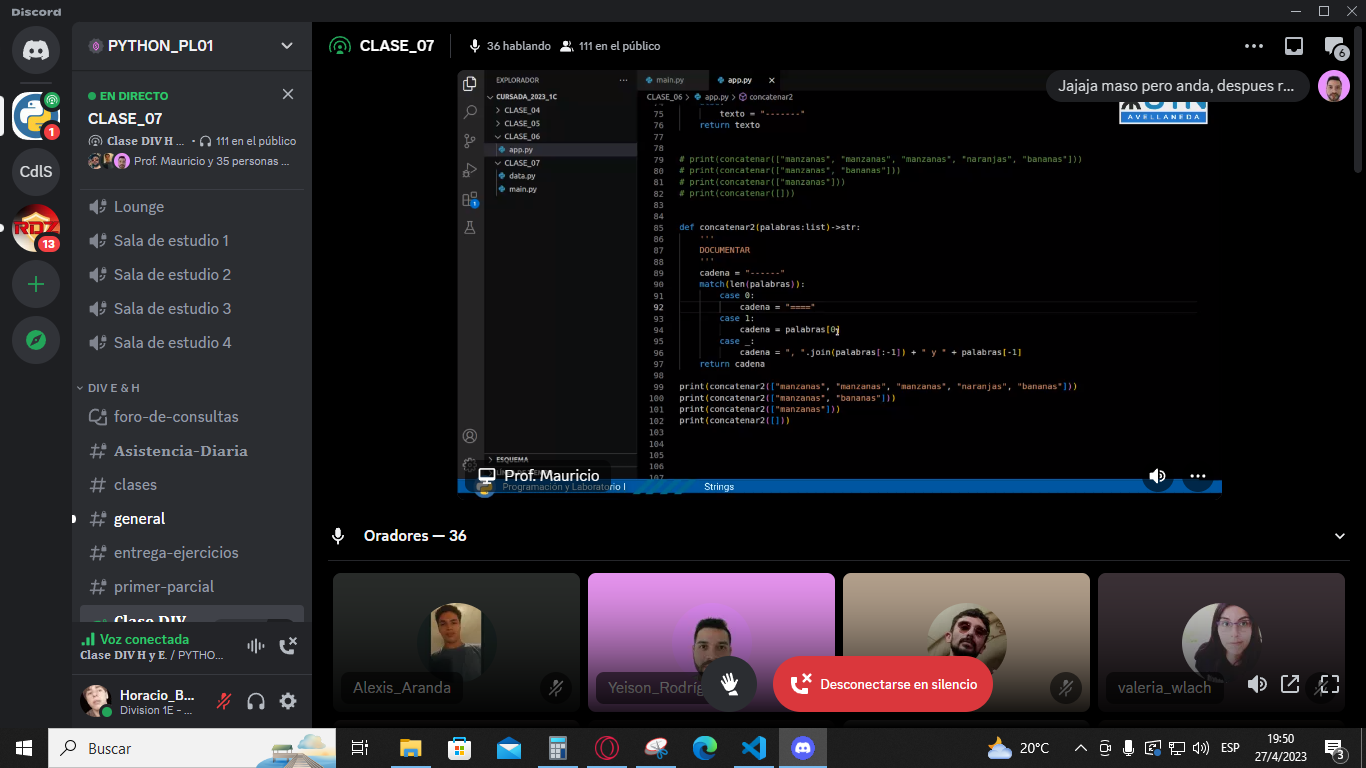 Discord
PYTHON_PL01
EN DIRECTO
CLASE_07
Clase DIV H ... • 111 en el público
Prof. Mauricio y 35 personas ...
1
CdlS
RDZ
13
Lounge
Sala de estudio 1
Sala de estudio 2
Sala de estudio 3
Sala de estudio 4
DIV E & H
foro-de-consultas
Asistencia-Diaria
clases
general
entrega-ejercicios
primer-parcial
Clase DIV
Voz conectada
Clase DIV H y E. / PYTHO...
Horacio_B...
Division 1E – ...
CLASE_07
36 hablando
111 en el público
6
Jajaja maso pero anda, despues r...
AVELLANEDA
EXPLORADOR
CURSADA_2023_1C
CLASE_04
CLASE_05
CLASE_06
app.py
CLASE_07
data.py
main.py
1
ESQUEMA
main.py
app.py
CLASE_06 > app.py > concatenar2
75 texto = "-------"
76 return texto
77
78
79 # print(concatenar(["manzanas", "manzanas", "manzanas", "naranjas", "bananas"]))
80 # print(concatenar(["manzanas", "bananas"]))
81 # print(concatenar(["manzanas"]))
82 # print(concatenar([]))
83
84
85 def concatenar2(palabras:list)->str:
86 '''
87 DOCUMENTAR
88 '''
89 cadena = "------"
90 match(len(palabras)):
91 case 0:
92 cadena = "===="
93 case 1:
94 cadena = palabras[0]
95 case _:
96 cadena = ", ".join(palabras[:-1]) + " y " + palabras[-1]
97 return cadena
98
99 print(concatenar2(["manzanas", "manzanas", "manzanas", "naranjas", "bananas"]))
100 print(concatenar2(["manzanas", "bananas"]))
101 print(concatenar2(["manzanas"]))
102 print(concatenar2([]))
103
104
105
106
107
Prof. Mauricio
Programación y Laboratorio I
Strings
Oradores — 36
Alexis_Aranda
Yeison_Rodríg
valeria_wlach
Desconectarse en silencio
Buscar
20°C
ESP
19:50
27/4/2023
3